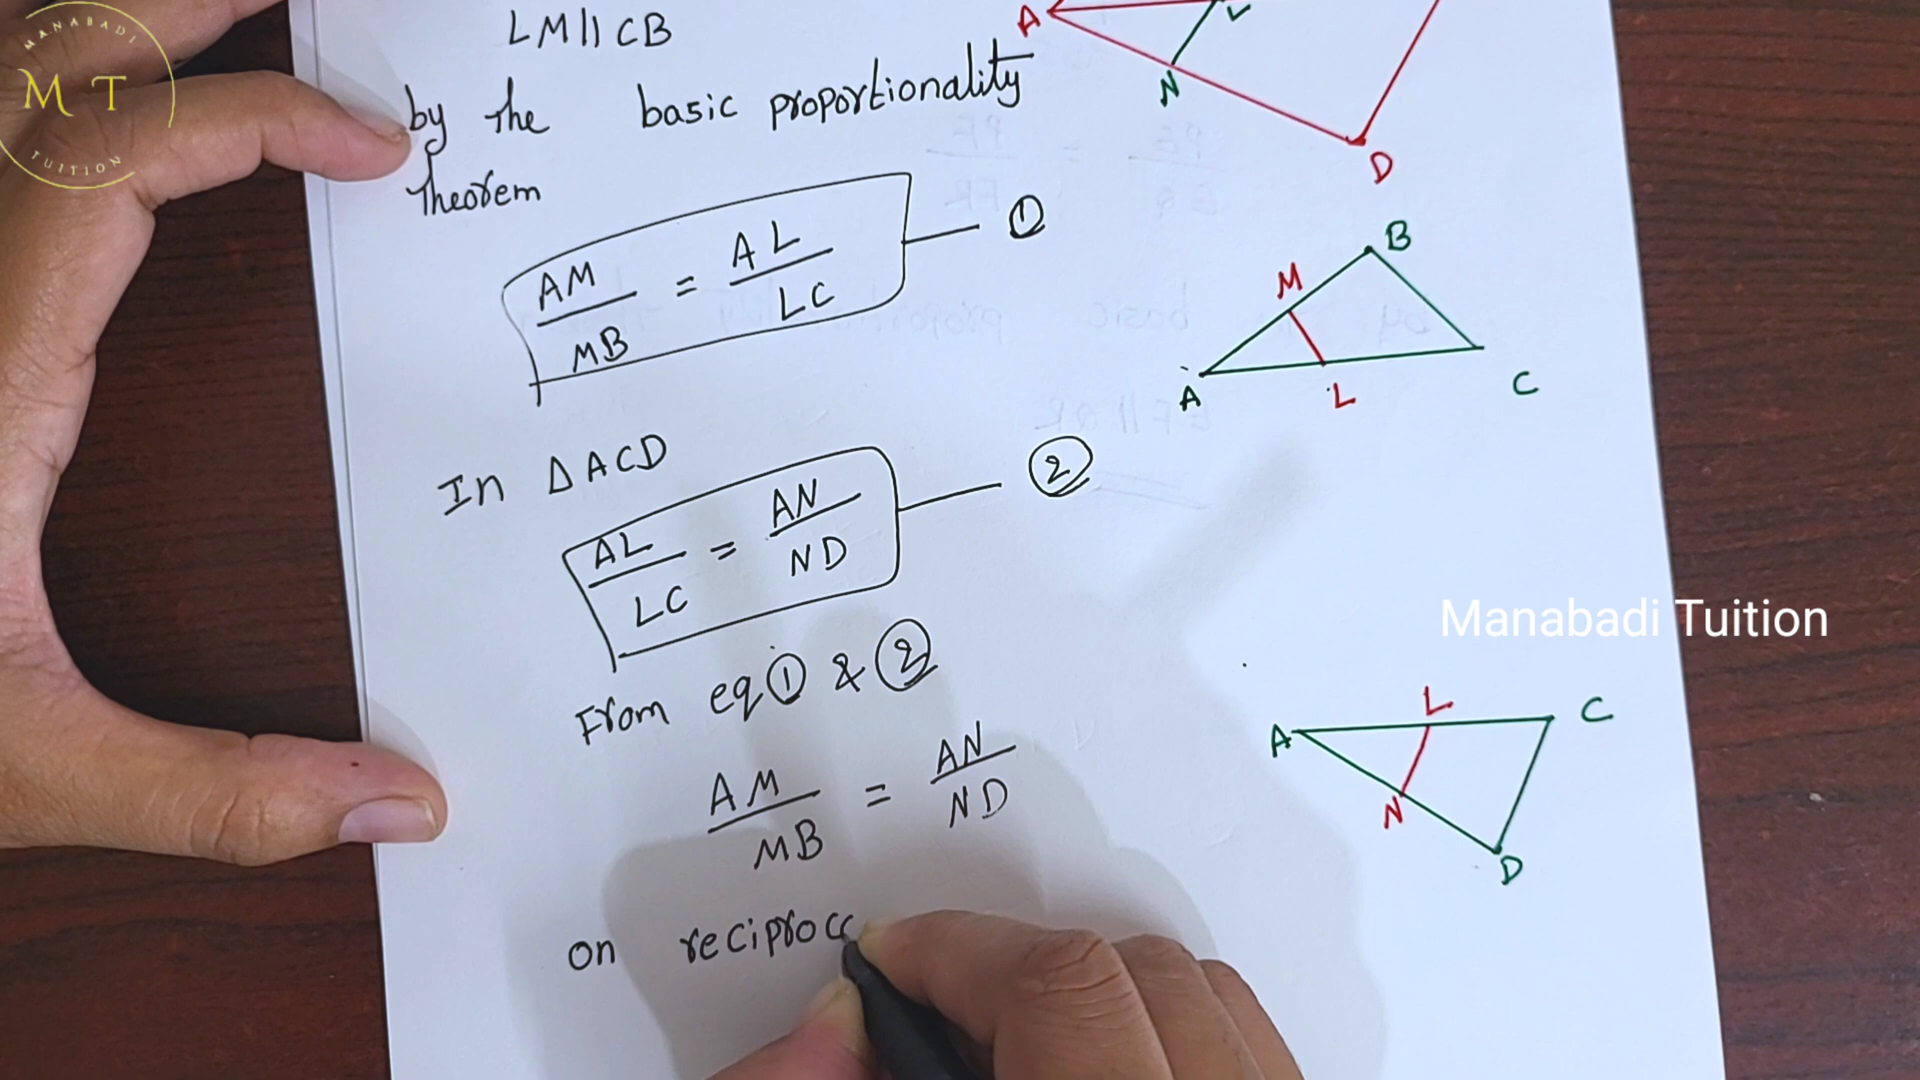 MANABADI
M T
TUITION
LM || CB
by the basic proportionality
theorem
AM/MB = AL/LC — ①
In Δ ACD
AL/LC = AN/ND — ②
From eq ① & ②
AM/MB = AN/ND
on reciproc
A
L
N
D
B
M
A
L
C
Manabadi Tuition
L
C
A
N
D